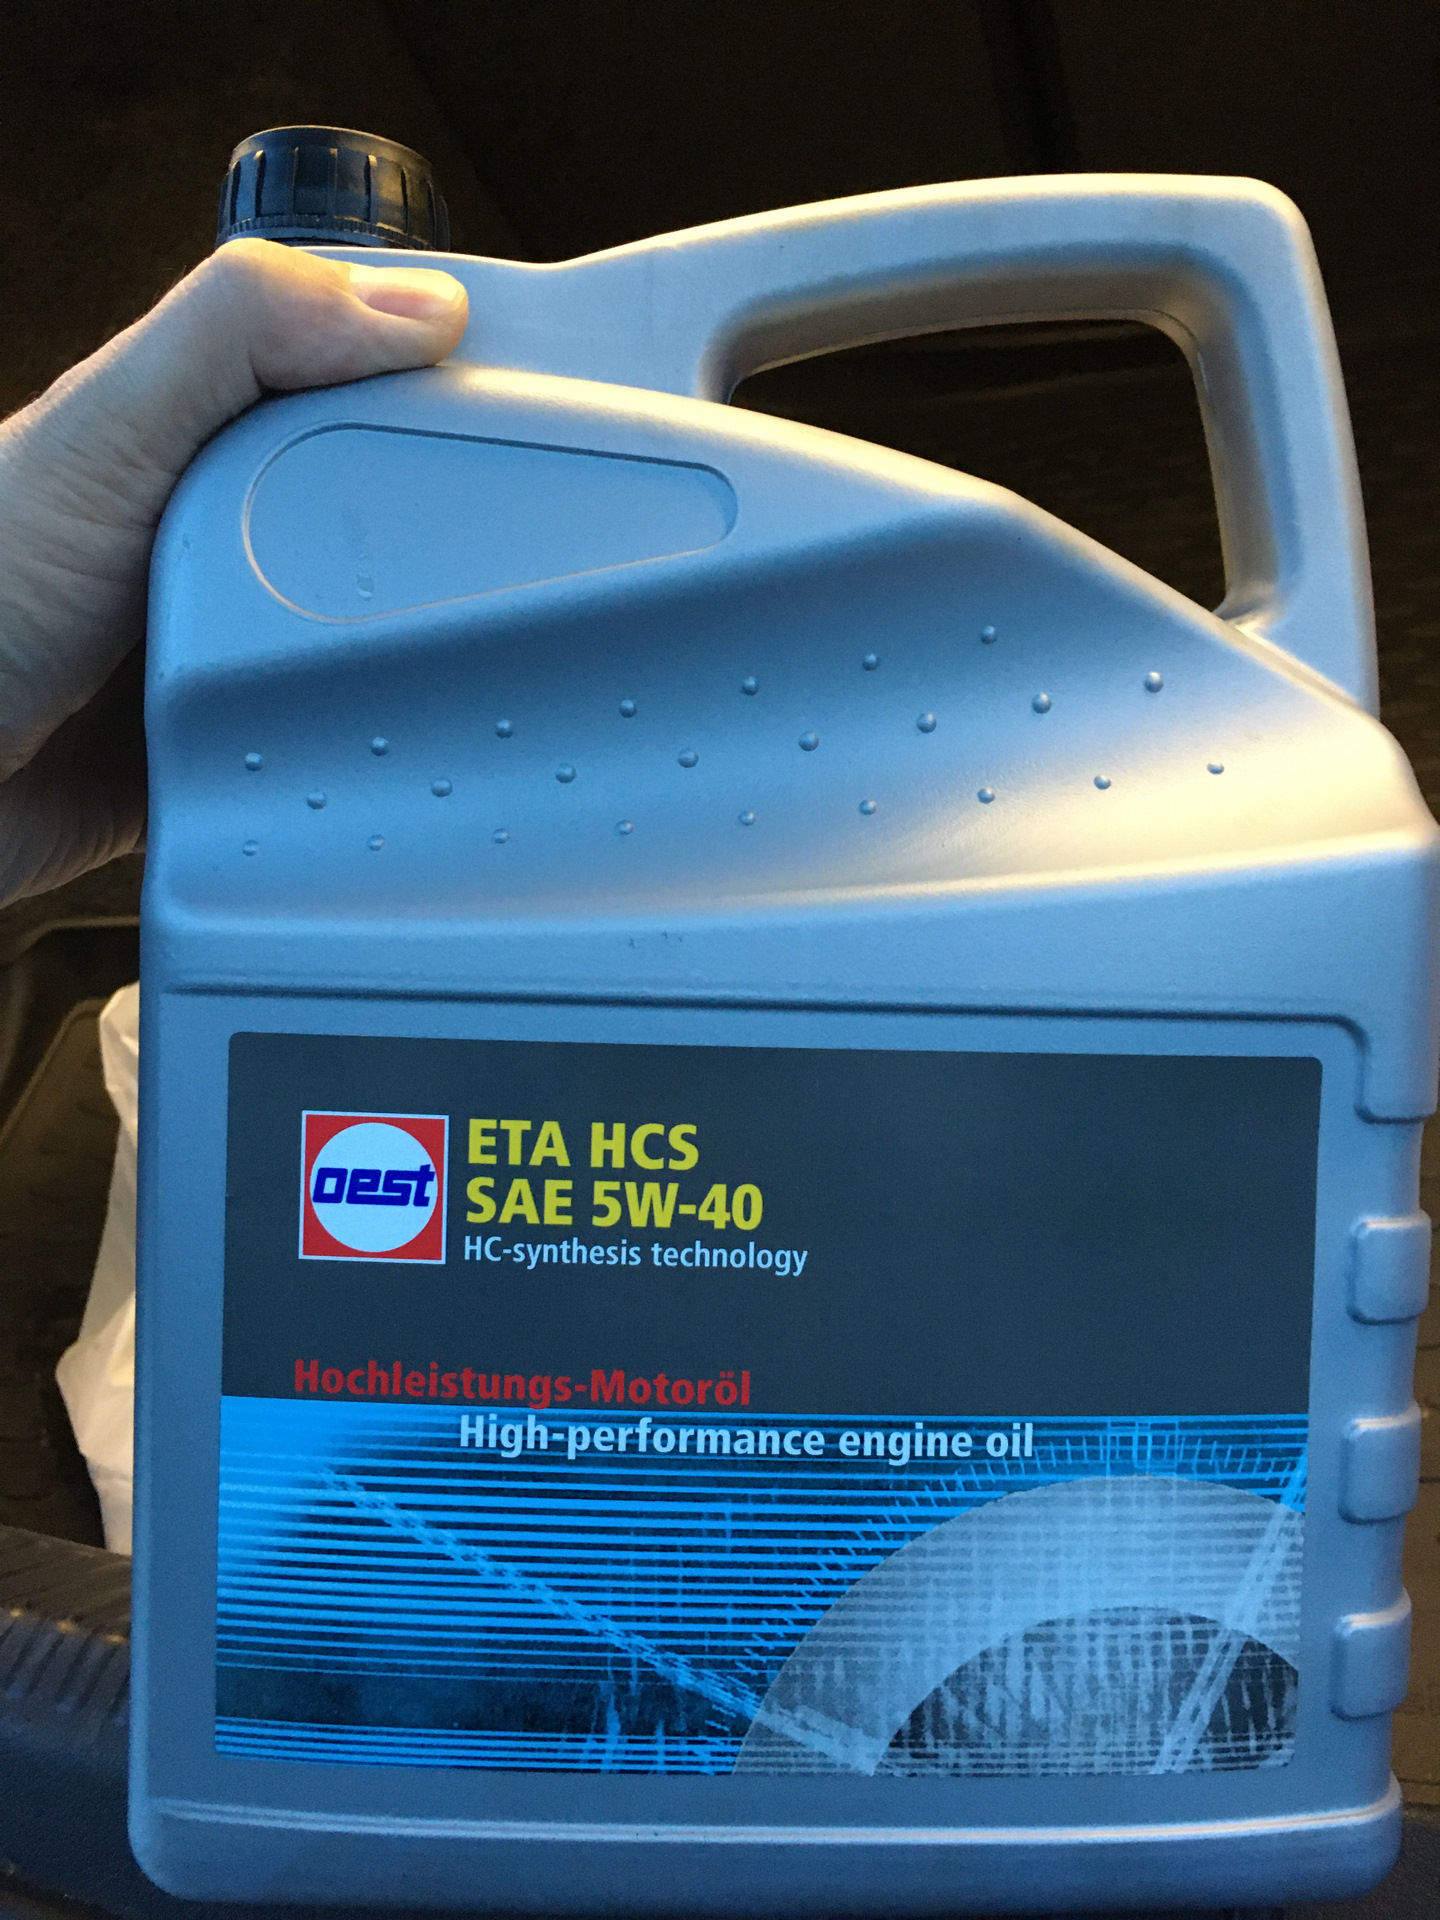 oest
ETA HCS
SAE 5W-40
HC-synthesis technology
Hochleistungs-Motoröl
High-performance engine oil